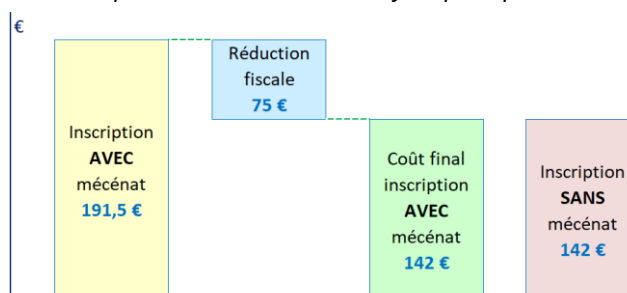 €
Réduction
fiscale
75 €
Inscription
AVEC
mécénat
191,5 €
Coût final
inscription
AVEC
mécénat
142 €
Inscription
SANS
mécénat
142 €